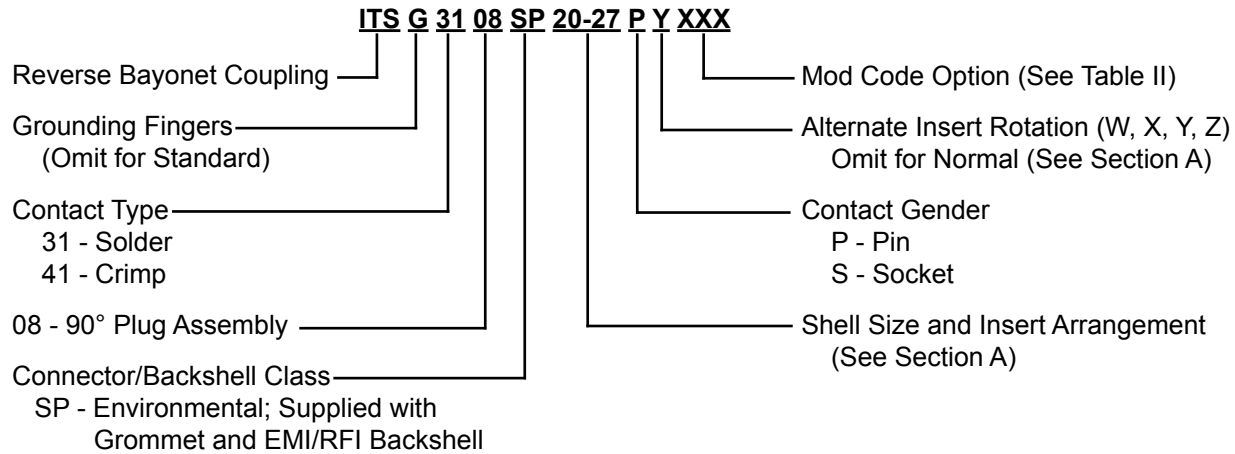 ITS G 31 08 SP 20-27 P Y XXX
Reverse Bayonet Coupling
Grounding Fingers
(Omit for Standard)
Contact Type
31 - Solder
41 - Crimp
08 - 90° Plug Assembly
Connector/Backshell Class
SP - Environmental; Supplied with
Grommet and EMI/RFI Backshell
Mod Code Option (See Table II)
Alternate Insert Rotation (W, X, Y, Z)
Omit for Normal (See Section A)
Contact Gender
P - Pin
S - Socket
Shell Size and Insert Arrangement
(See Section A)